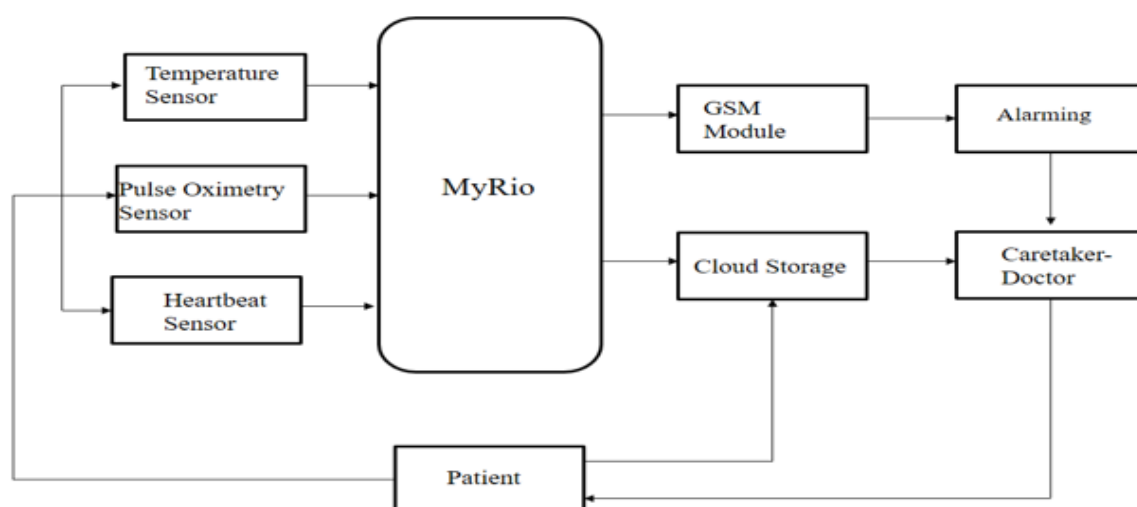 Temperature
Sensor
Pulse Oximetry
Sensor
Heartbeat
Sensor
MyRio
GSM
Module
Alarming
Cloud Storage
Caretaker-
Doctor
Patient